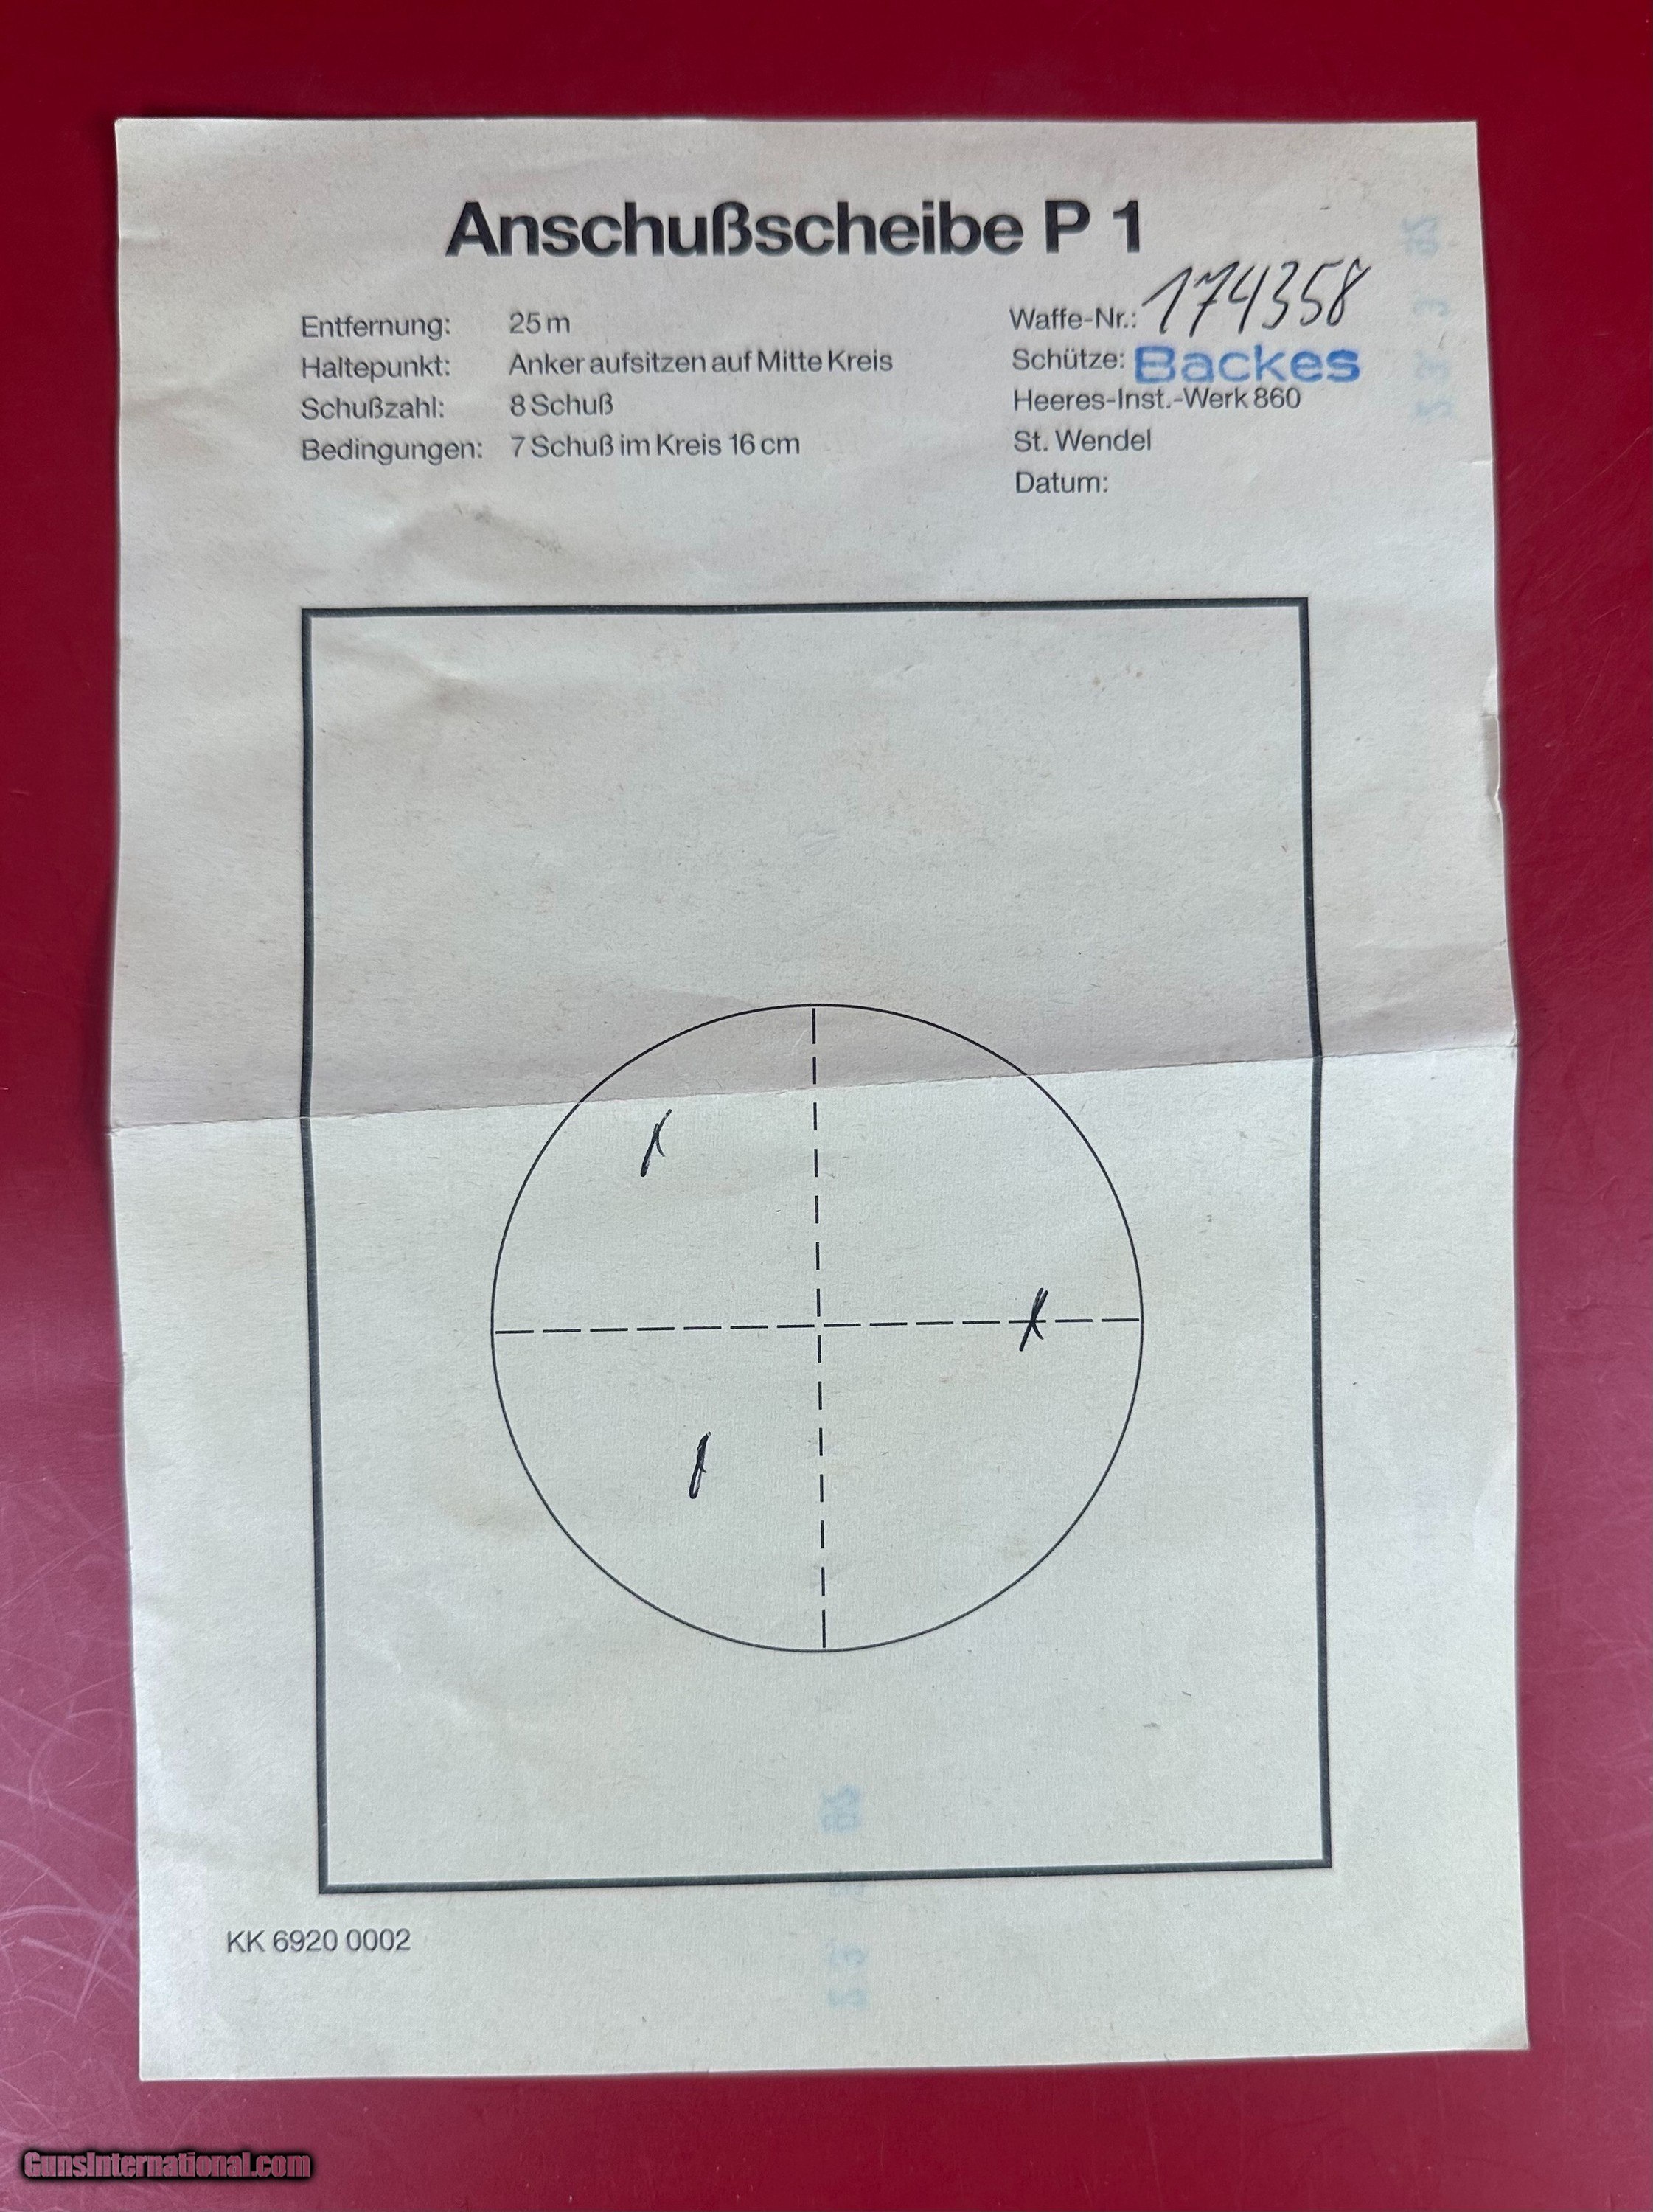 Anschußscheibe P 1
Entfernung: 25 m
Haltepunkt: Anker aufsitzen auf Mitte Kreis
Schußzahl: 8 Schuß
Bedingungen: 7 Schuß im Kreis 16 cm
Waffe-Nr.: 174358
Schütze: Backes
Heeres-Inst.-Werk 860
St. Wendel
Datum:
KK 6920 0002
GunsInternational.com